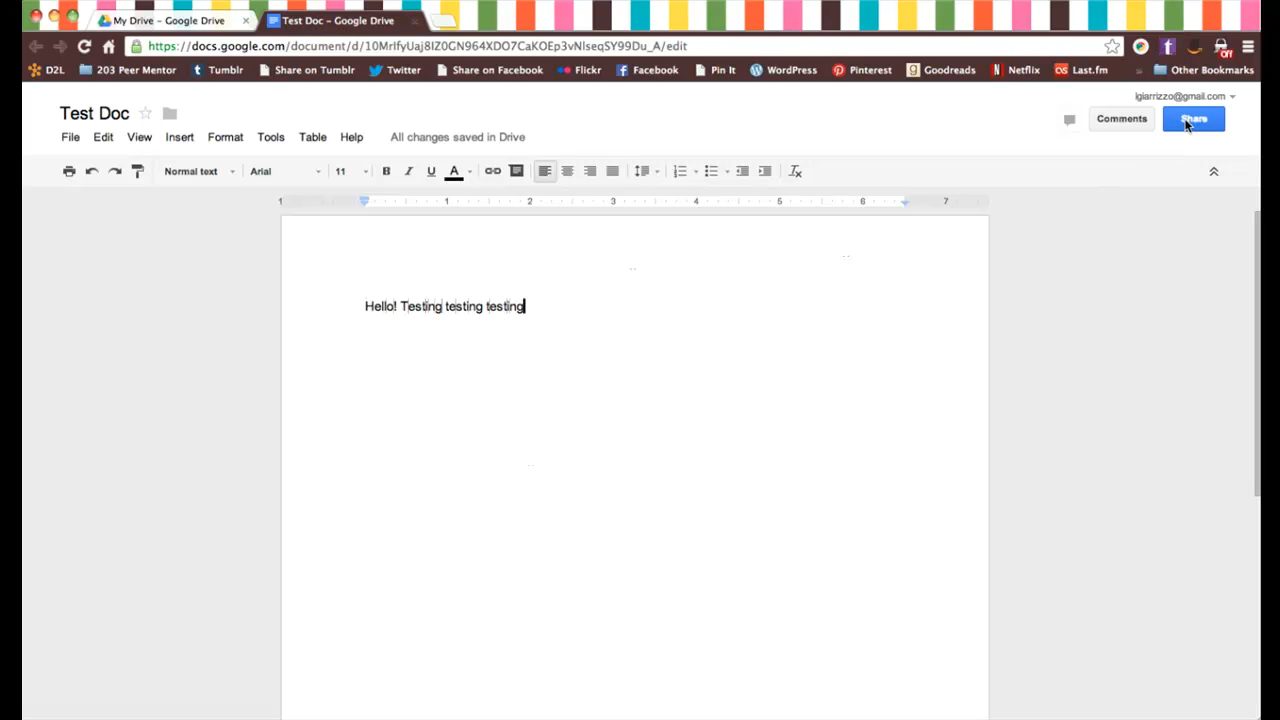 My Drive – Google Drive
Test Doc – Google Drive
https://docs.google.com/document/d/10MrIfyUaj8IZ0GN964XDO7CaKOEp3vNlseqSY99Du_A/edit
Off
D2L 203 Peer Mentor Tumblr Share on Tumblr Twitter Share on Facebook Flickr Facebook Pin It WordPress Pinterest Goodreads Netflix Last.fm » Other Bookmarks
lgiarrizzo@gmail.com
Test Doc
Comments Share
File Edit View Insert Format Tools Table Help All changes saved in Drive
Normal text Arial 11 B I U A
1 1 2 3 4 5 6 7
Hello! Testing testing testing